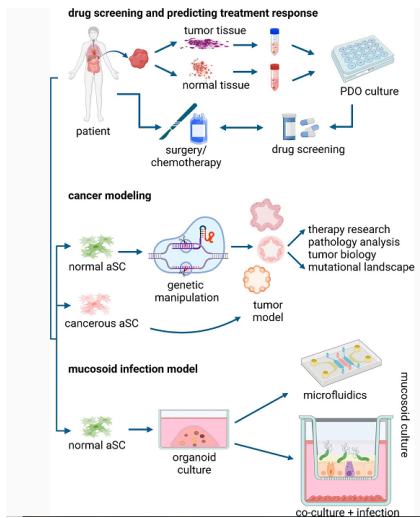 drug screening and predicting treatment response
tumor tissue
normal tissue
patient
PDO culture
surgery/
chemotherapy
drug screening
cancer modeling
normal aSC
genetic
manipulation
therapy research
pathology analysis
tumor biology
mutational landscape
cancerous aSC
tumor
model
mucosoid infection model
normal aSC
organoid
culture
microfluidics
mucosoid culture
co-culture + infection